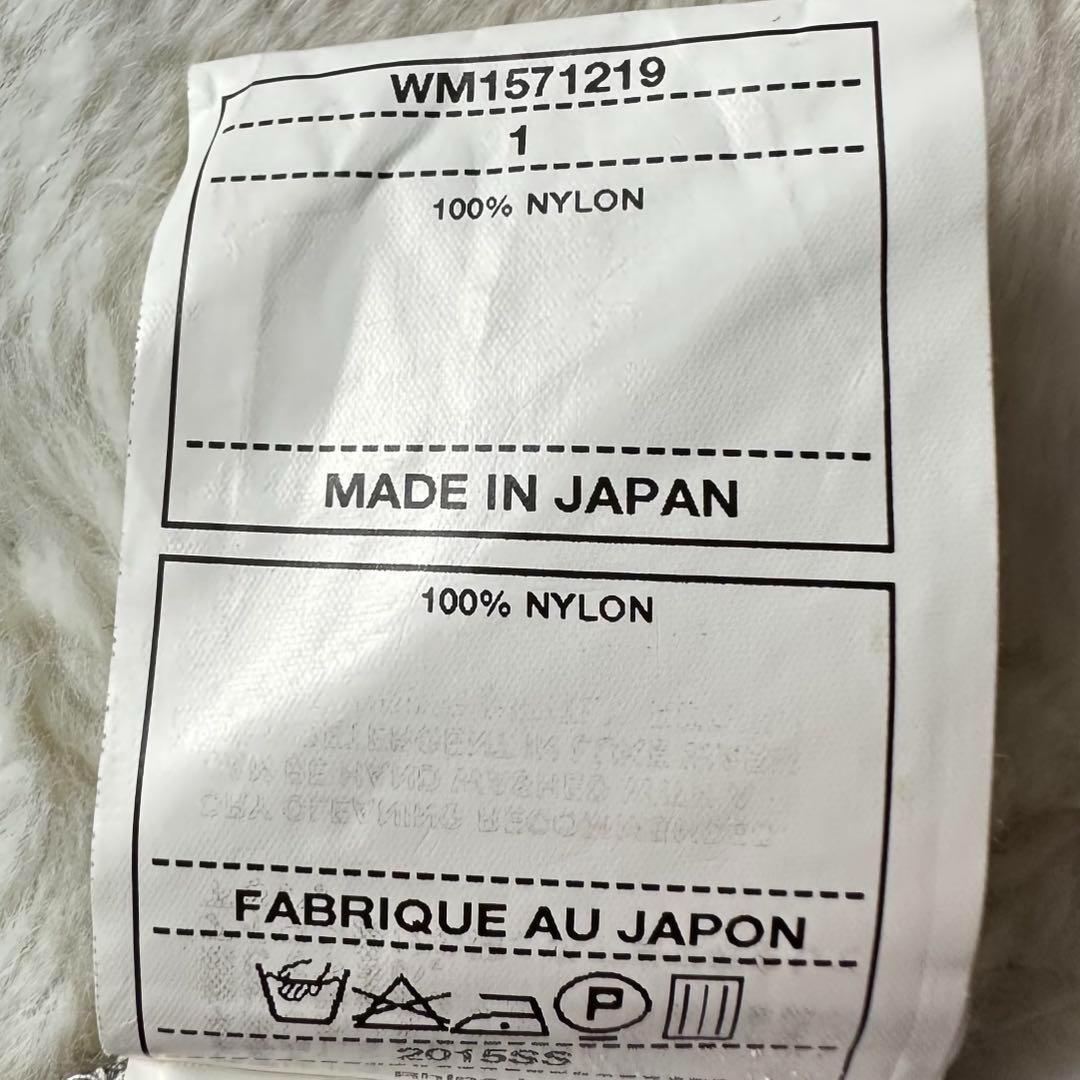 WM1571219
1
100% NYLON
MADE IN JAPAN
100% NYLON
FABRIQUE AU JAPON
P
2015SS